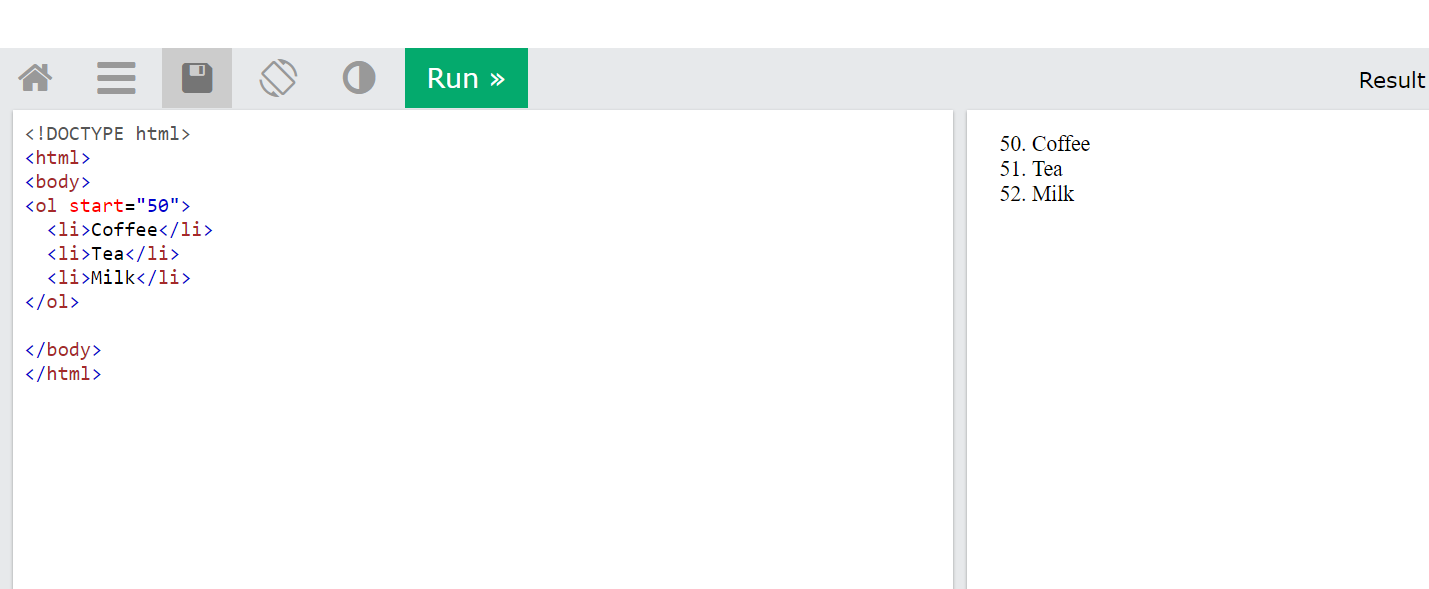 Run »
Result
<!DOCTYPE html>
<html>
<body>
<ol start="50">
  <li>Coffee</li>
  <li>Tea</li>
  <li>Milk</li>
</ol>
</body>
</html>
50. Coffee
51. Tea
52. Milk